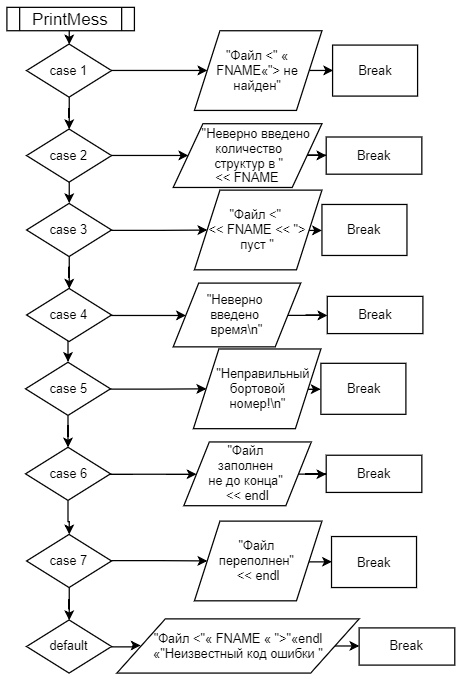 PrintMess
case 1
"Файл <" «
FNAME«"> не
найден"
Break
case 2
"Неверно введено
количество
структур в "
<< FNAME
Break
case 3
"Файл <"
<< FNAME << ">
пуст "
Break
case 4
"Неверно
введено
время\n"
Break
case 5
"Неправильный
бортовой
номер!\n"
Break
case 6
"Файл
заполнен
не до конца"
<< endl
Break
case 7
"Файл
переполнен"
<< endl
Break
default
"Файл <"« FNAME « ">"«endl
«"Неизвестный код ошибки "
Break